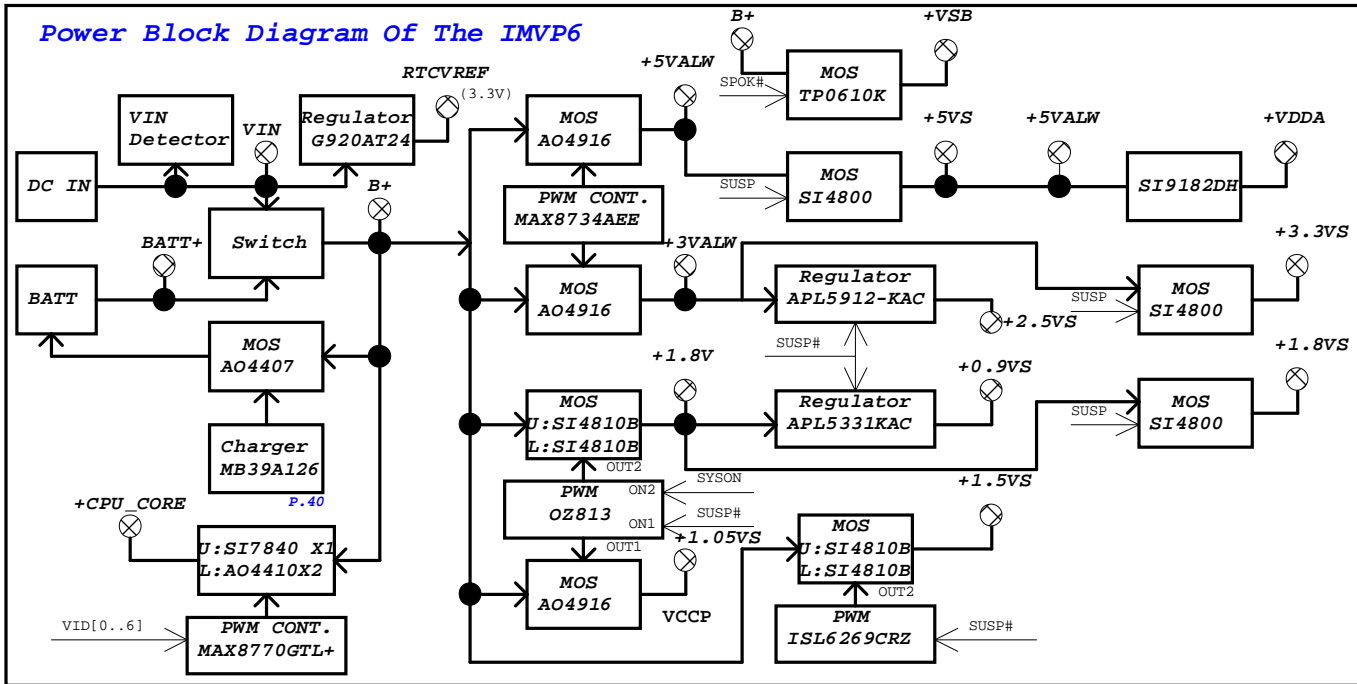 Power Block Diagram Of The IMVP6
B+
+VSB
+5VALW
MOS
TP0610K
SPOK#
RTCVREF
(3.3V)
VIN
Detector
VIN
Regulator
G920AT24
MOS
AO4916
+5VS
+5VALW
+VDDA
DC IN
B+
PWM CONT.
MAX8734AEE
SUSP
MOS
SI4800
SI9182DH
BATT+
Switch
+3VALW
+3.3VS
BATT
MOS
AO4916
Regulator
APL5912-KAC
+2.5VS
SUSP
MOS
SI4800
MOS
AO4407
+1.8V
SUSP#
+0.9VS
+1.8VS
Charger
MB39A126
P.40
MOS
U:SI4810B
L:SI4810B
OUT2
Regulator
APL5331KAC
SUSP
MOS
SI4800
+CPU_CORE
PWM
OZ813
ON2
ON1
SYSON
SUSP#
OUT1
+1.05VS
+1.5VS
U:SI7840 X1
L:AO4410X2
MOS
AO4916
VCCP
MOS
U:SI4810B
L:SI4810B
OUT2
VID[0..6]
PWM CONT.
MAX8770GTL+
PWM
ISL6269CRZ
SUSP#